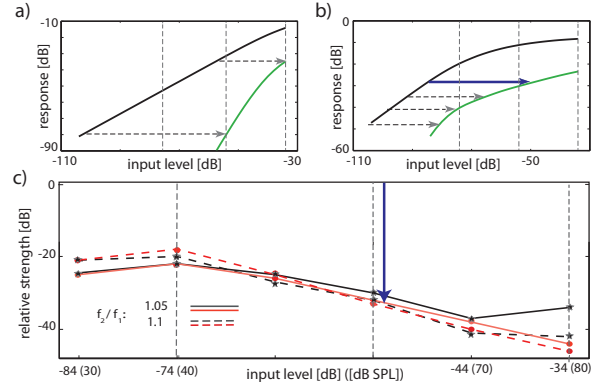 a)
-10
response [dB]
-90
-110
input level [dB]
-30
b)
0
response [dB]
-60
-110
input level [dB]
-50
c)
0
-20
-40
relative strength [dB]
f2/f1:
1.05
1.1
-84 (30)
-74 (40)
input level [dB] ([dB SPL])
-44 (70)
-34 (80)